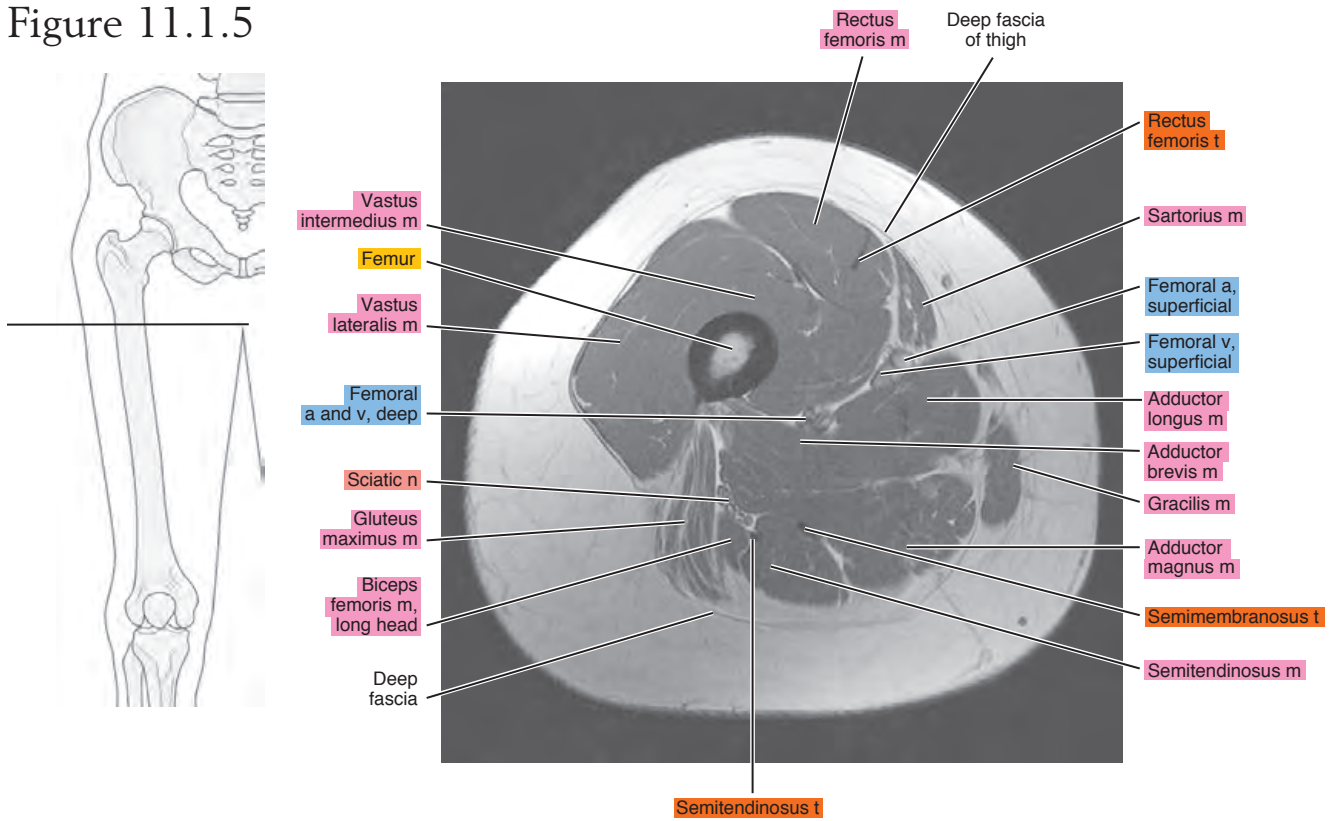 Figure 11.1.5
Rectus
femoris m
Deep fascia
of thigh
Rectus
femoris t
Vastus
intermedius m
Sartorius m
Femur
Femoral a,
superficial
Vastus
lateralis m
Femoral v,
superficial
Femoral
a and v, deep
Adductor
longus m
Adductor
brevis m
Sciatic n
Gracilis m
Gluteus
maximus m
Adductor
magnus m
Biceps
femoris m,
long head
Semimembranosus t
Semitendinosus m
Deep
fascia
Semitendinosus t